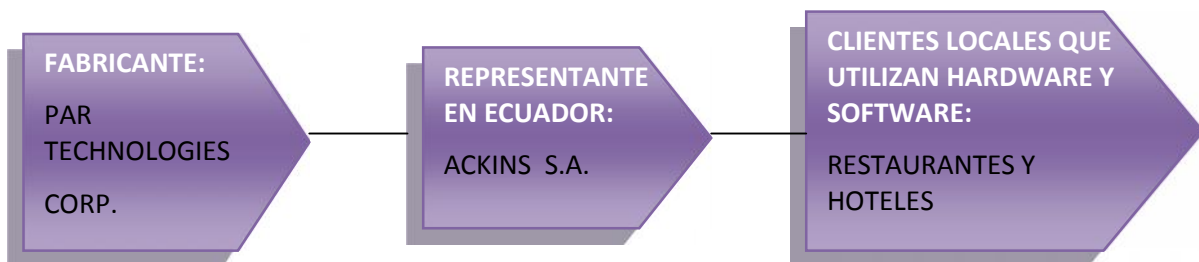 FABRICANTE:
PAR
TECHNOLOGIES
CORP.
REPRESENTANTE
EN ECUADOR:
ACKINS S.A.
CLIENTES LOCALES QUE
UTILIZAN HARDWARE Y
SOFTWARE:
RESTAURANTES Y
HOTELES